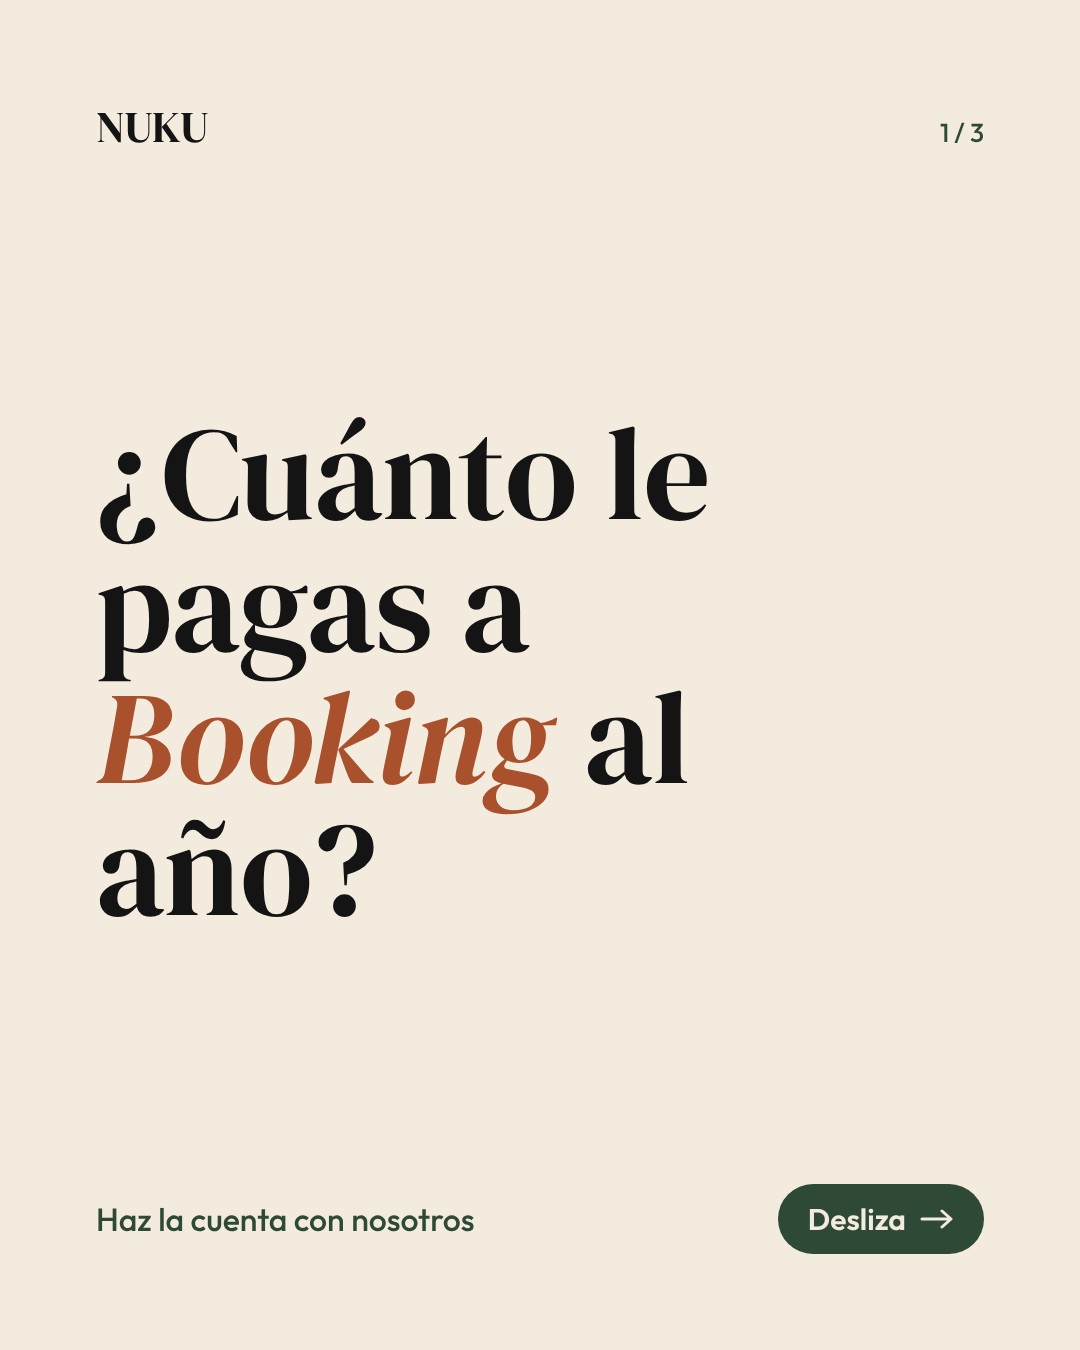 NUKU
1 / 3
¿Cuánto le
pagas a
Booking al
año?
Haz la cuenta con nosotros
Desliza →